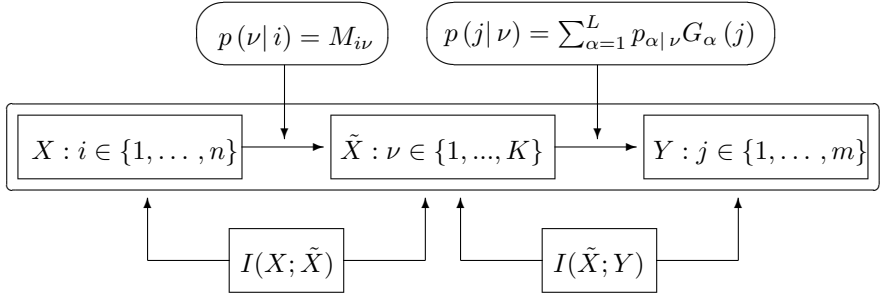 p (ν| i) = M_{iν}
p (j| ν) = ∑_{α=1}^{L} p_{α| ν} G_α (j)
X : i ∈ {1, . . . , n}
X̃ : ν ∈ {1, ..., K}
Y : j ∈ {1, . . . , m}
I(X; X̃)
I(X̃; Y)